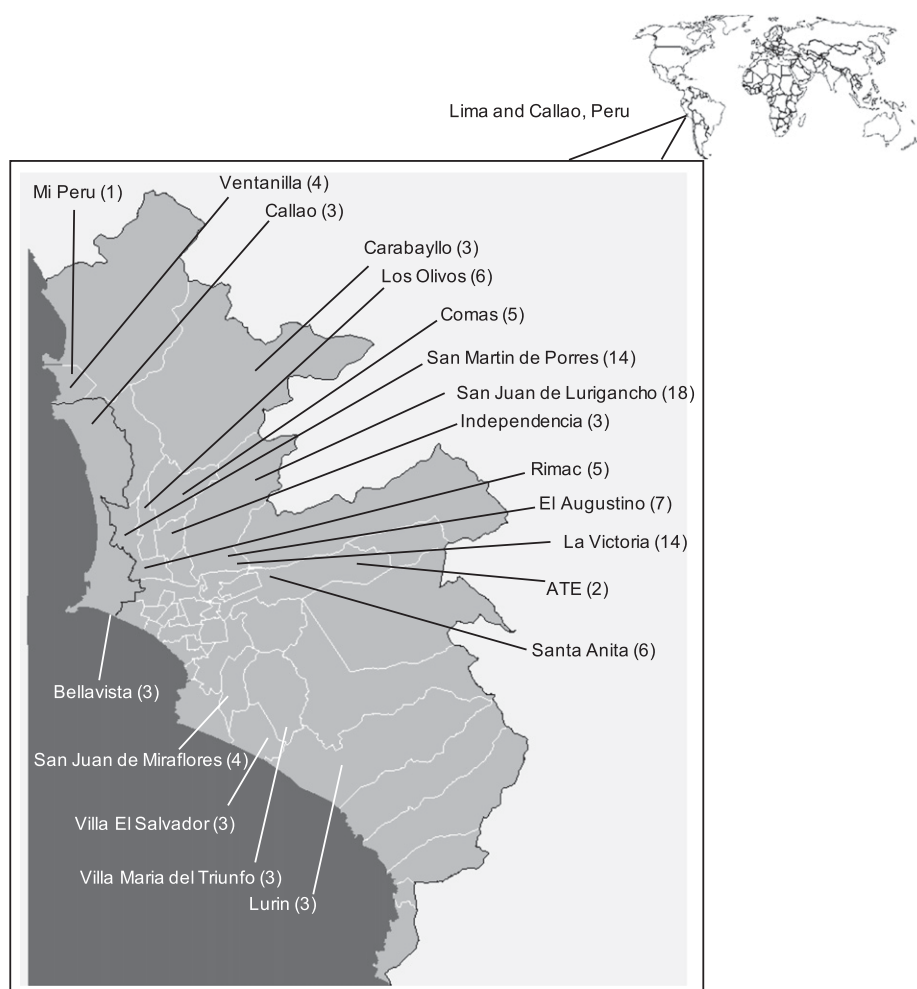 Lima and Callao, Peru
Mi Peru (1)
Ventanilla (4)
Callao (3)
Carabayllo (3)
Los Olivos (6)
Comas (5)
San Martin de Porres (14)
San Juan de Lurigancho (18)
Independencia (3)
Rimac (5)
El Augustino (7)
La Victoria (14)
ATE (2)
Santa Anita (6)
Bellavista (3)
San Juan de Miraflores (4)
Villa El Salvador (3)
Villa Maria del Triunfo (3)
Lurin (3)